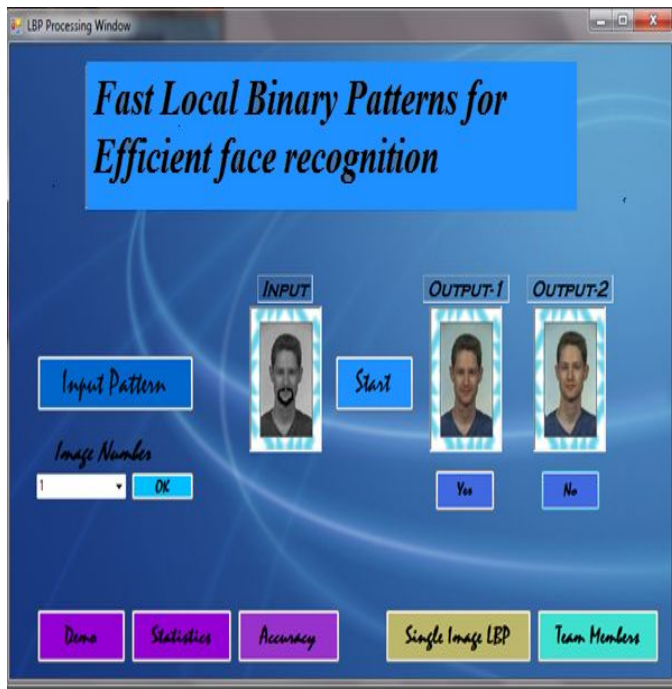 LBP Processing Window
Fast Local Binary Patterns for
Efficient face recognition
INPUT
OUTPUT-1
OUTPUT-2
Input Pattern
Start
Image Number
1
OK
Yes
No
Demo
Statistics
Accuracy
Single Image LBP
Team Members